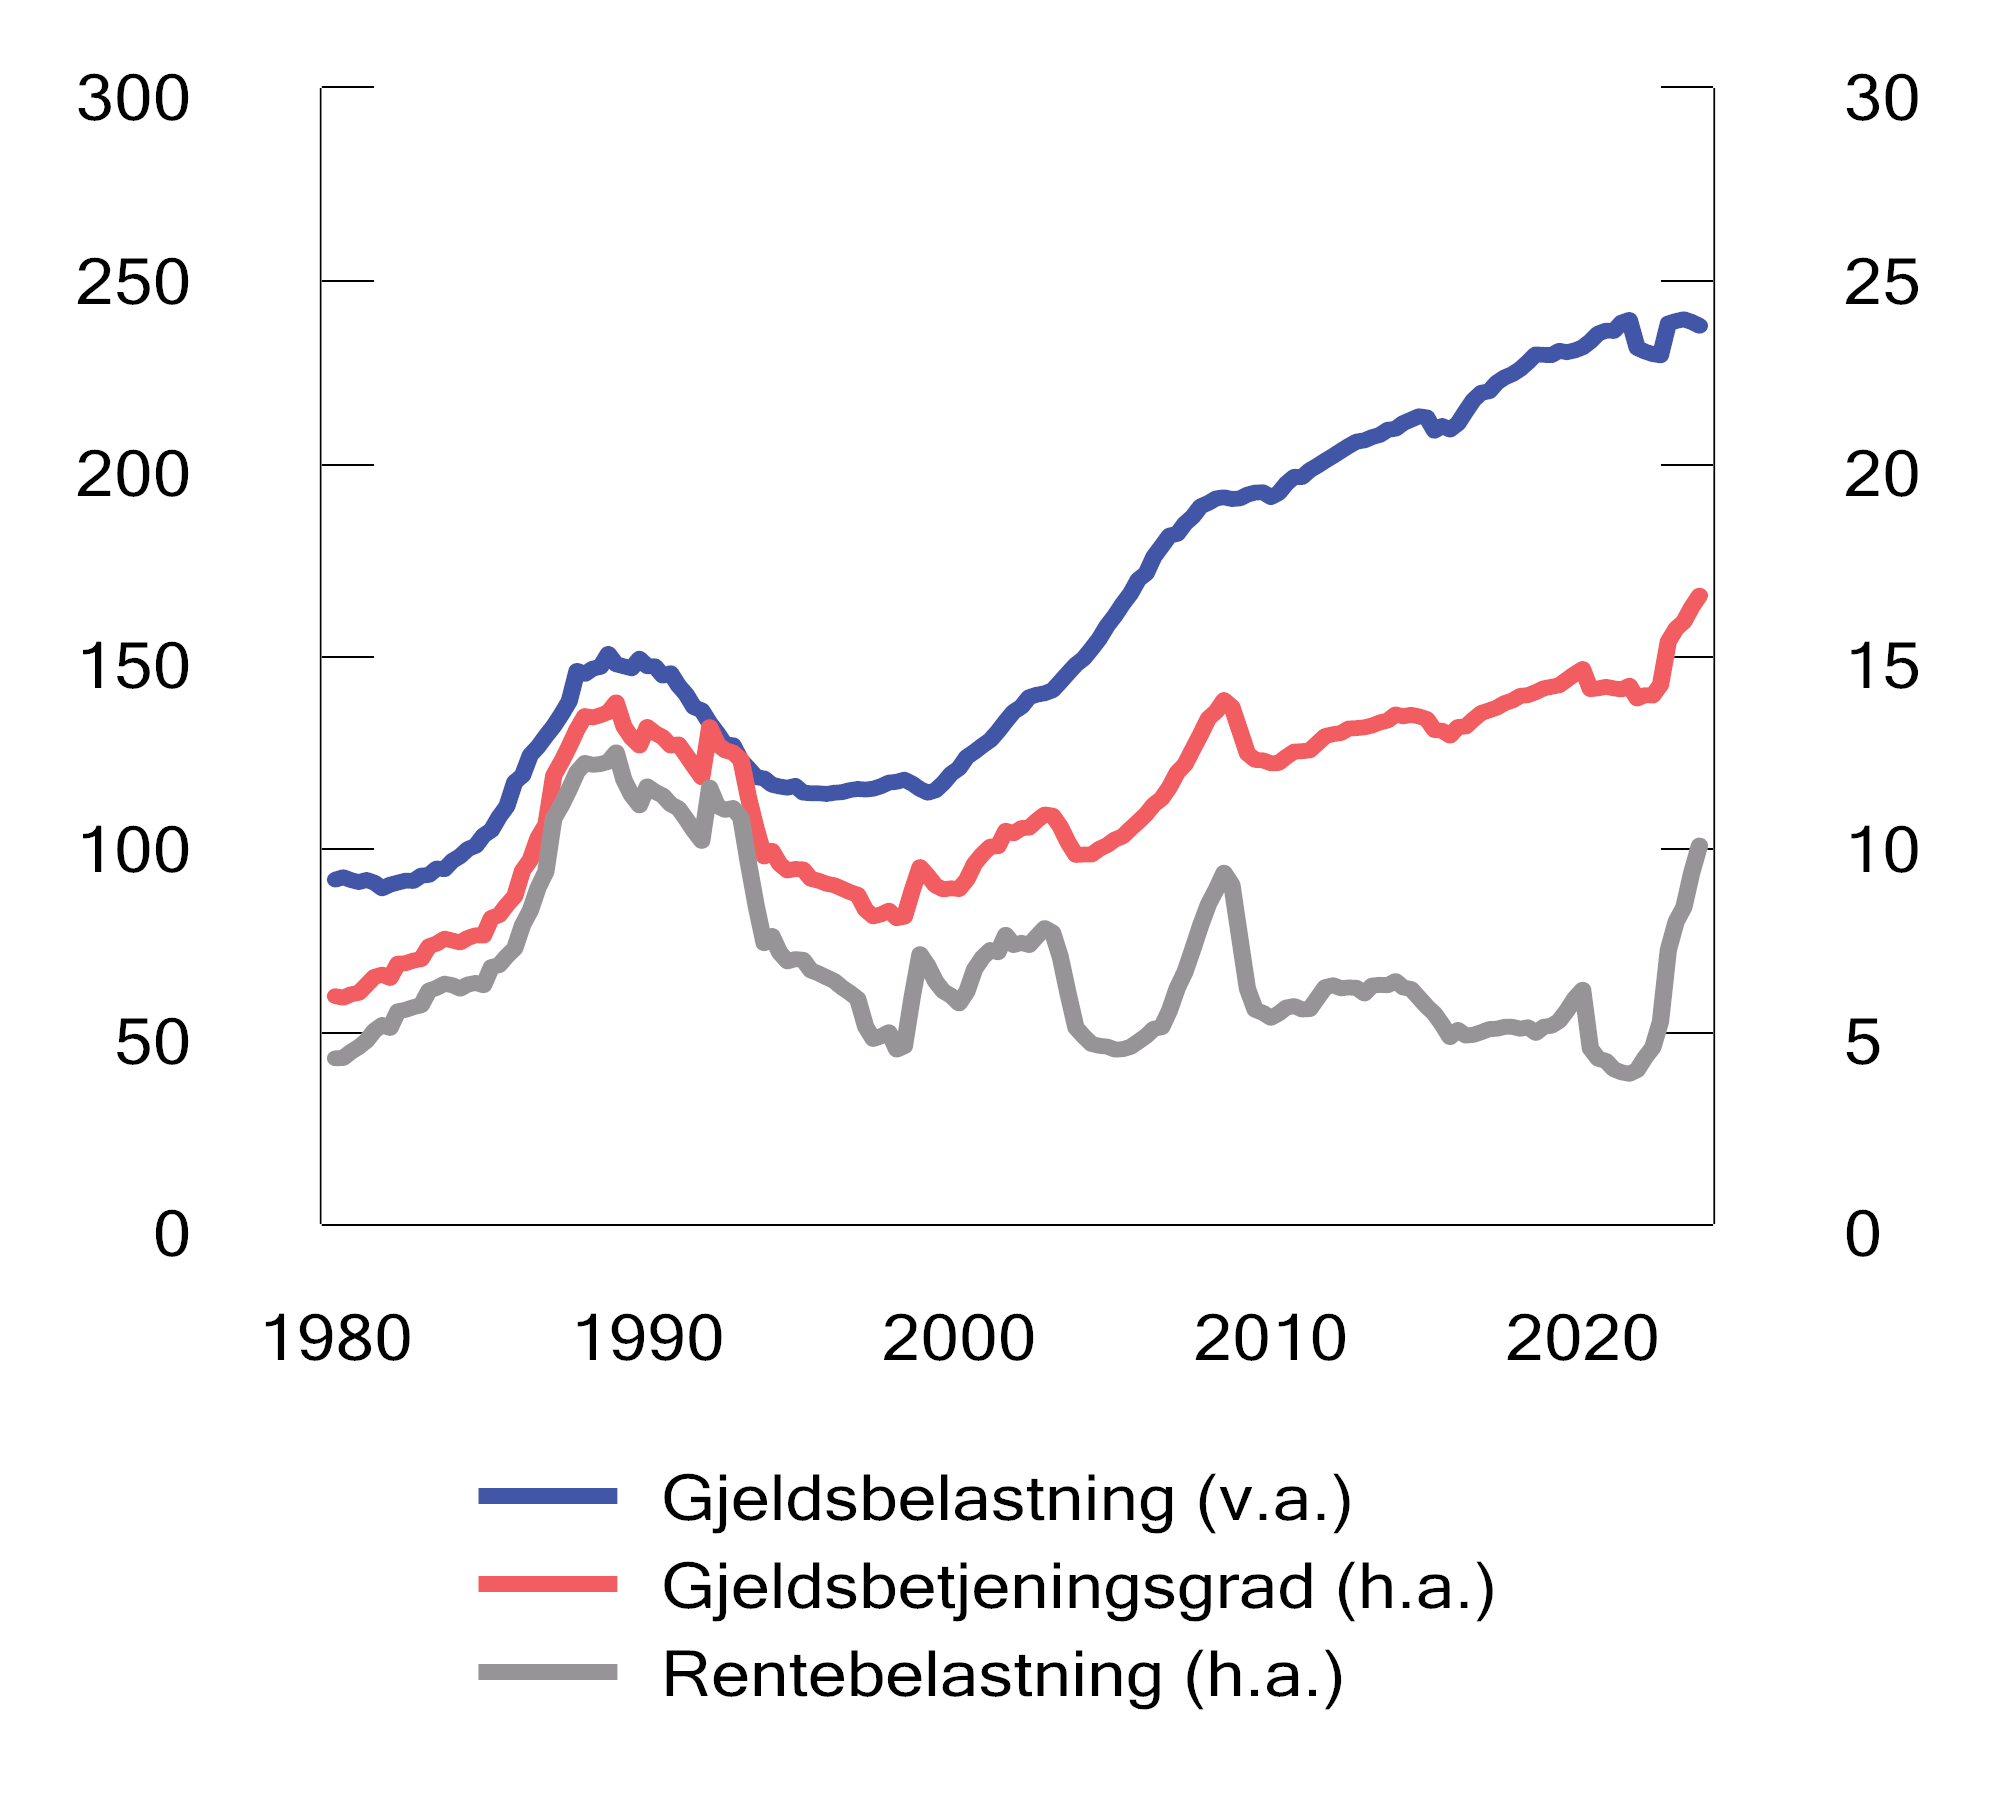 300 30
250 25
200 20
150 15
100 10
50 5
0 0
1980 1990 2000 2010 2020
Gjeldsbelastning (v.a.)
Gjeldsbetjeningsgrad (h.a.)
Rentebelastning (h.a.)